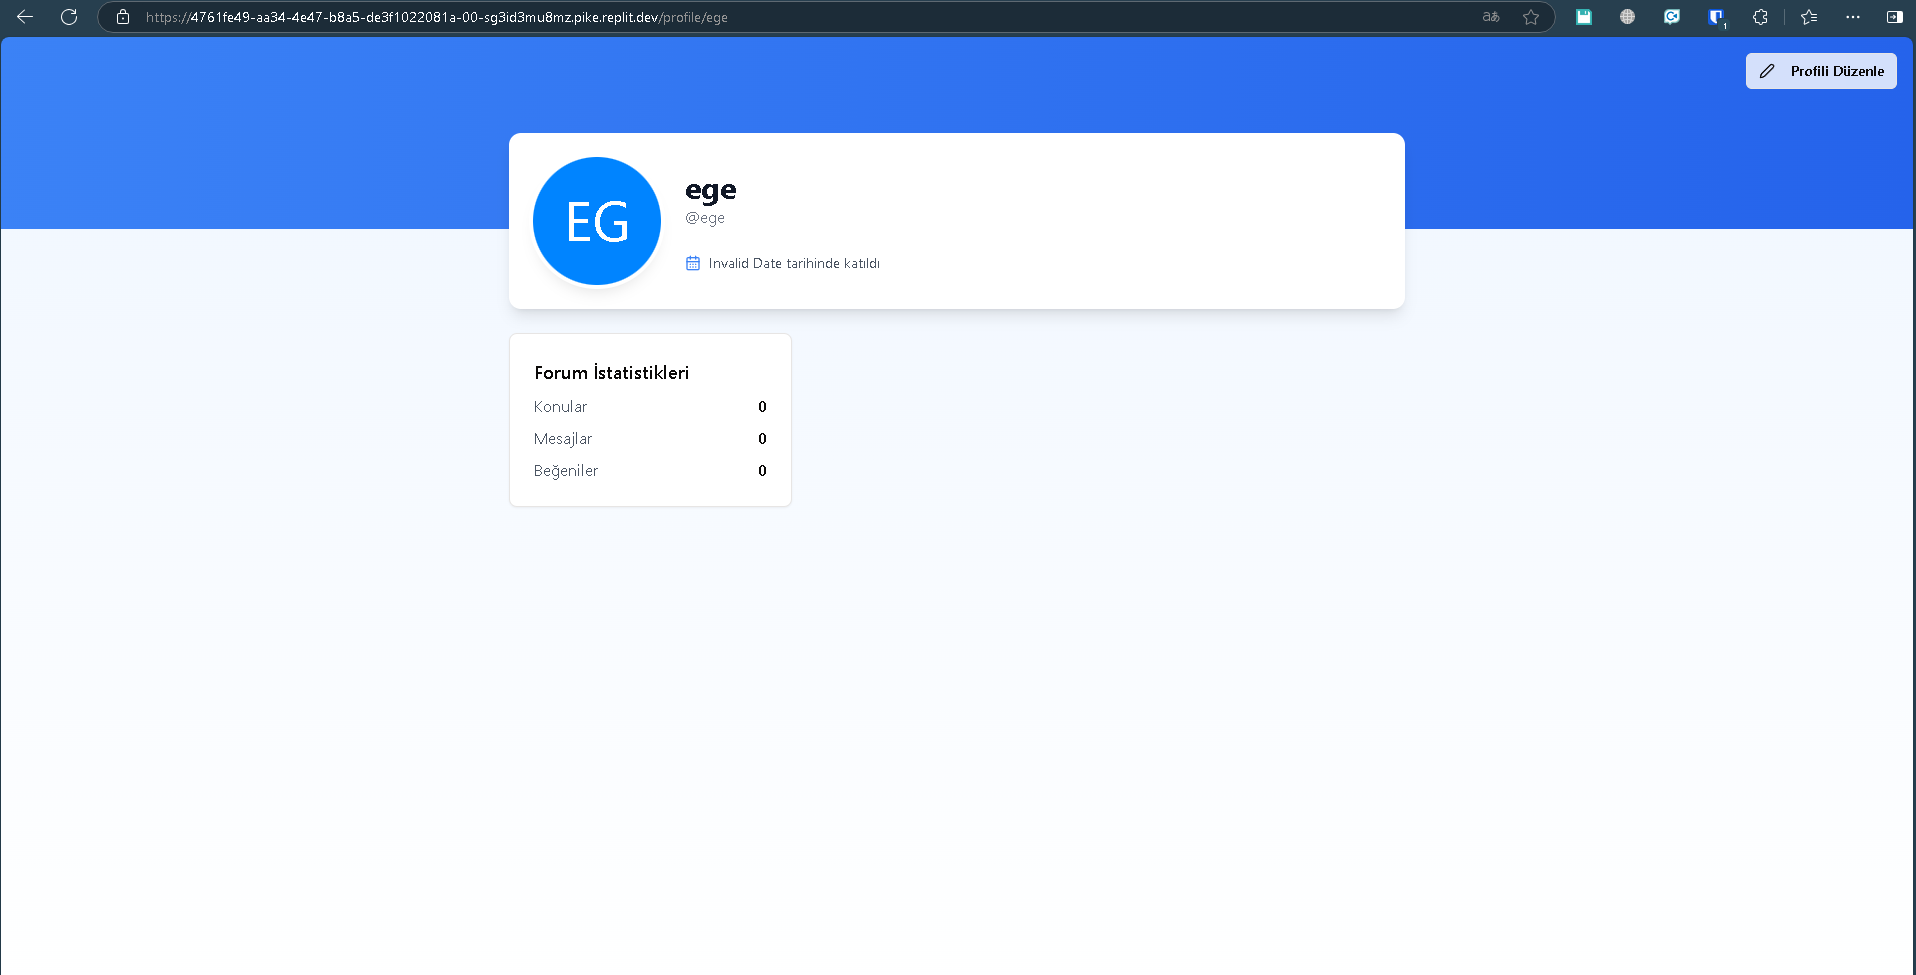 https://4761fe49-aa34-4e47-b8a5-de3f1022081a-00-sg3id3mu8mz.pike.replit.dev/profile/ege
1
Profili Düzenle
EG
ege
@ege
Invalid Date tarihinde katıldı
Forum İstatistikleri
Konular 0
Mesajlar 0
Beğeniler 0